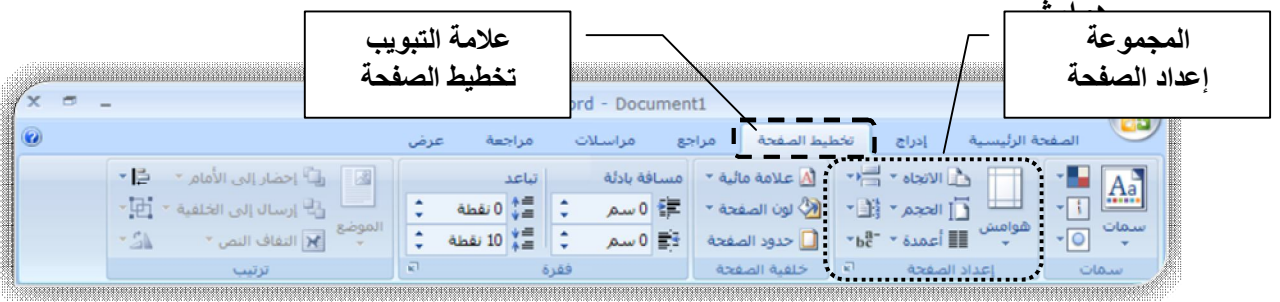 المجموعة
إعداد الصفحة
علامة التبويب
تخطيط الصفحة
ord - Document1
الصفحة الرئيسية إدراج تخطيط الصفحة مراجع مراسلات مراجعة عرض
سمات
هوامش
الاتجاه
الحجم
أعمدة
علامة مائية
لون الصفحة
حدود الصفحة
مسافة بادئة
0 سم
0 سم
تباعد
0 نقطة
10 نقطة
الموضع
إحضار إلى الأمام
إرسال إلى الخلفية
التفاف النص
سمات إعداد الصفحة خلفية الصفحة فقرة ترتيب